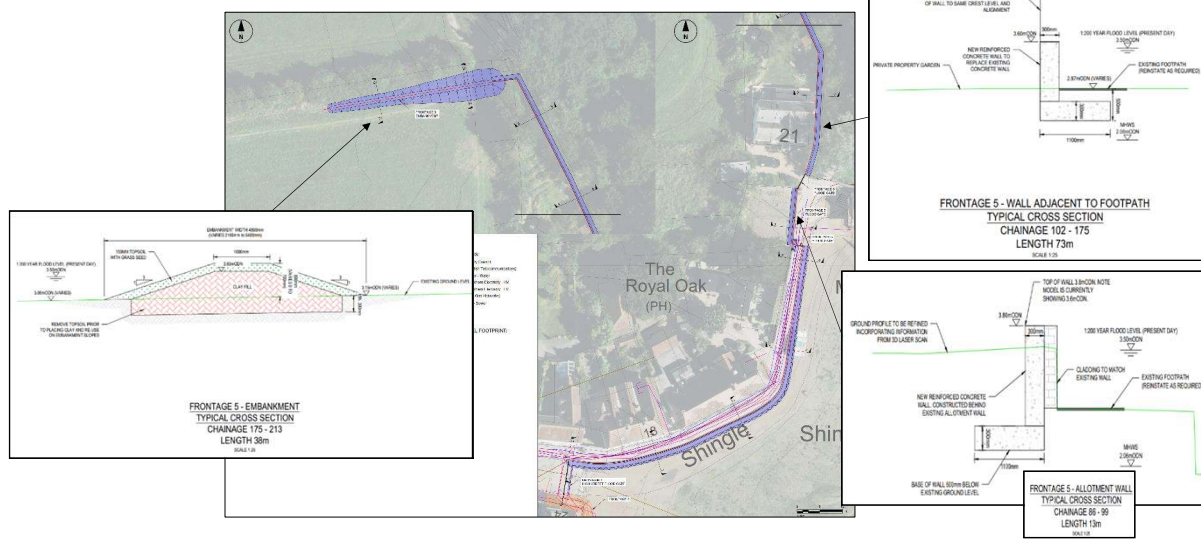 N
N
21
The
Royal Oak
(PH)
18
Shingle
Shin
EMBANKMENT WIDTH
150MM TOPSOIL
WITH GRASS SEED
1:200 YEAR FLOOD LEVEL (PRESENT DAY)
3.50mODN
CLAY FILL
EXISTING GROUND LEVEL
REMOVE TOPSOIL PRIOR
TO PLACING CLAY AND RE-USE
ON EMBANKMENT SLOPES
FRONTAGE 5 - EMBANKMENT
TYPICAL CROSS SECTION
CHAINAGE 175 - 213
LENGTH 38m
SCALE 1:25
OF WALL TO SAME CREST LEVEL AND
ALIGNMENT
300mm
3.60mODN
1:200 YEAR FLOOD LEVEL (PRESENT DAY)
3.50mODN
NEW REINFORCED
CONCRETE WALL TO
REPLACE EXISTING
CONCRETE WALL
PRIVATE PROPERTY GARDEN
EXISTING FOOTPATH
(REINSTATE AS REQUIRED)
2.87mODN (VARIES)
300mm
500mm
MHWS
2.06mODN
1100mm
FRONTAGE 5 - WALL ADJACENT TO FOOTPATH
TYPICAL CROSS SECTION
CHAINAGE 102 - 175
LENGTH 73m
SCALE 1:25
TOP OF WALL 3.8mODN. NOTE
MODEL IS CURRENTLY
SHOWING 3.6mODN.
GROUND PROFILE TO BE REFINED
INCORPORATING INFORMATION
FROM 3D LASER SCAN
3.80mODN
300mm
1:200 YEAR FLOOD LEVEL (PRESENT DAY)
3.50mODN
CLADDING TO MATCH
EXISTING WALL
EXISTING FOOTPATH
(REINSTATE AS REQUIRED)
NEW REINFORCED CONCRETE
WALL, CONSTRUCTED BEHIND
EXISTING ALLOTMENT WALL
300mm
MHWS
2.06mODN
1100mm
BASE OF WALL 500mm BELOW
EXISTING GROUND LEVEL
FRONTAGE 5 - ALLOTMENT WALL
TYPICAL CROSS SECTION
CHAINAGE 86 - 99
LENGTH 13m